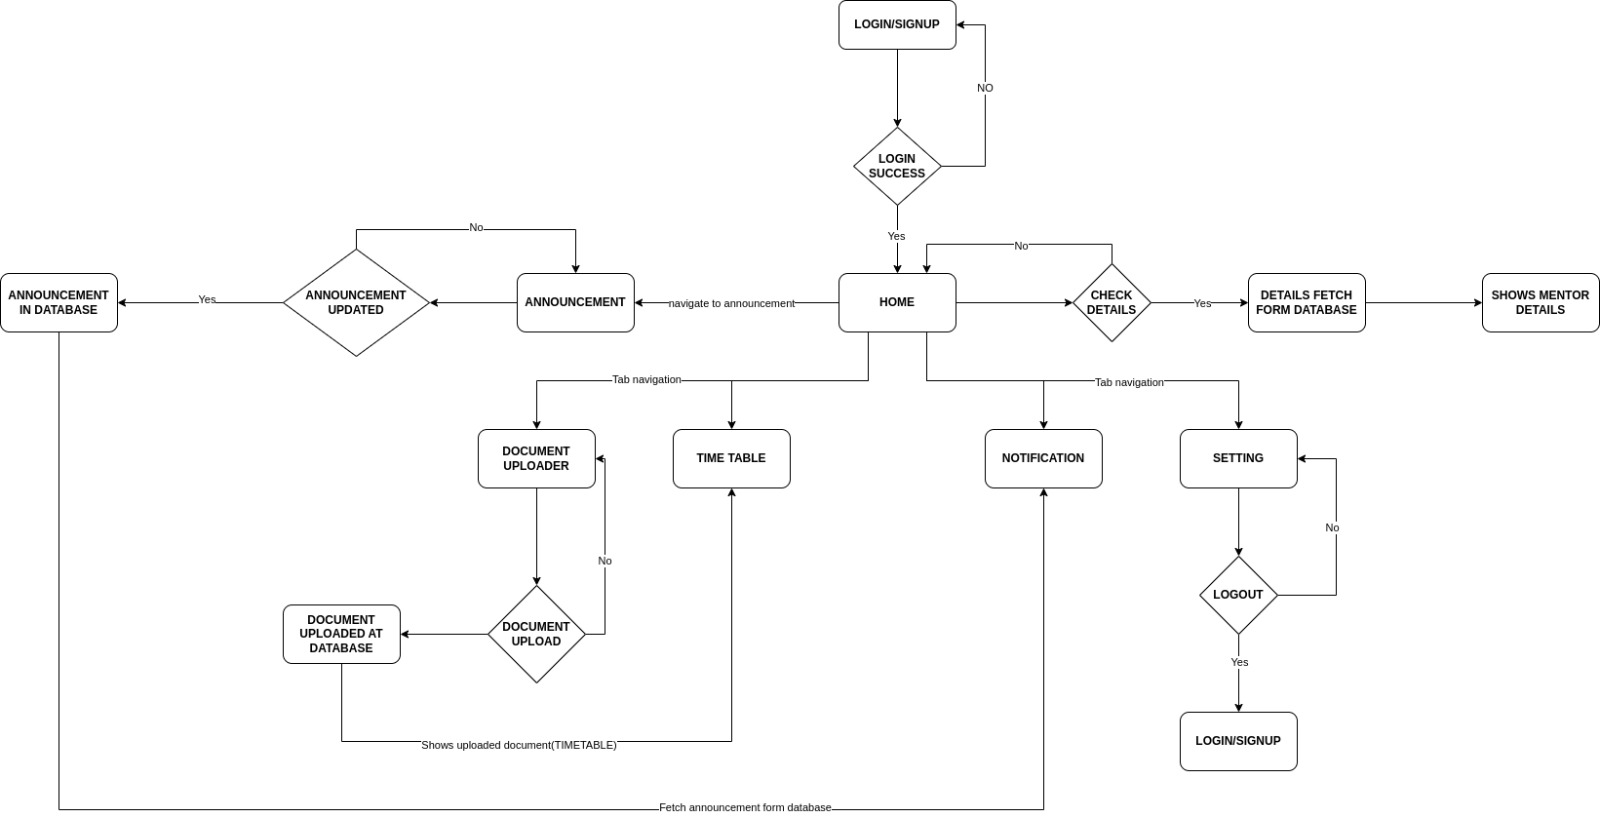 LOGIN/SIGNUP
NO
LOGIN
SUCCESS
Yes
No
No
ANNOUNCEMENT
IN DATABASE
Yes
ANNOUNCEMENT
UPDATED
ANNOUNCEMENT
navigate to announcement
HOME
CHECK
DETAILS
Yes
DETAILS FETCH
FORM DATABASE
SHOWS MENTOR
DETAILS
Tab navigation
Tab navigation
DOCUMENT
UPLOADER
TIME TABLE
NOTIFICATION
SETTING
No
No
LOGOUT
DOCUMENT
UPLOADED AT
DATABASE
DOCUMENT
UPLOAD
Yes
Shows uploaded document(TIMETABLE)
LOGIN/SIGNUP
Fetch announcement form database